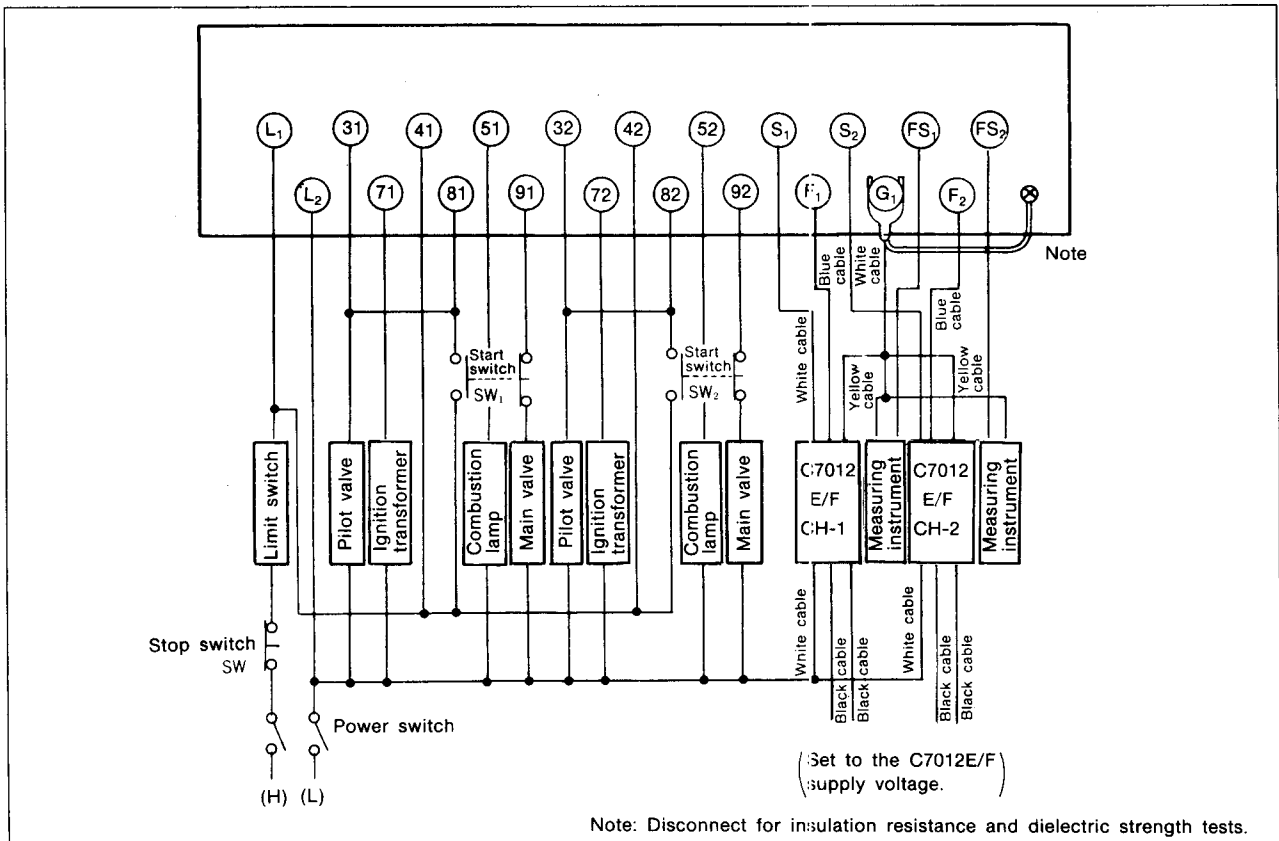 L₁ 31 41 51 32 42 52 S₁ S₂ FS₁ FS₂
L₂ 71 81 91 72 82 92 F₁ G₁ F₂
Note
Blue cable
White cable
Blue cable
White cable
Yellow cable
Yellow cable
Start switch
SW₁
Start switch
SW₂
Limit switch
Pilot valve
Ignition transformer
Combustion lamp
Main valve
Pilot valve
Ignition transformer
Combustion lamp
Main valve
C7012 E/F CH-1
Measuring instrument
C7012 E/F CH-2
Measuring instrument
White cable
Black cable
Black cable
White cable
Black cable
Black cable
Stop switch
SW
Power switch
(H) (L)
(Set to the C7012E/F
supply voltage.)
Note: Disconnect for insulation resistance and dielectric strength tests.